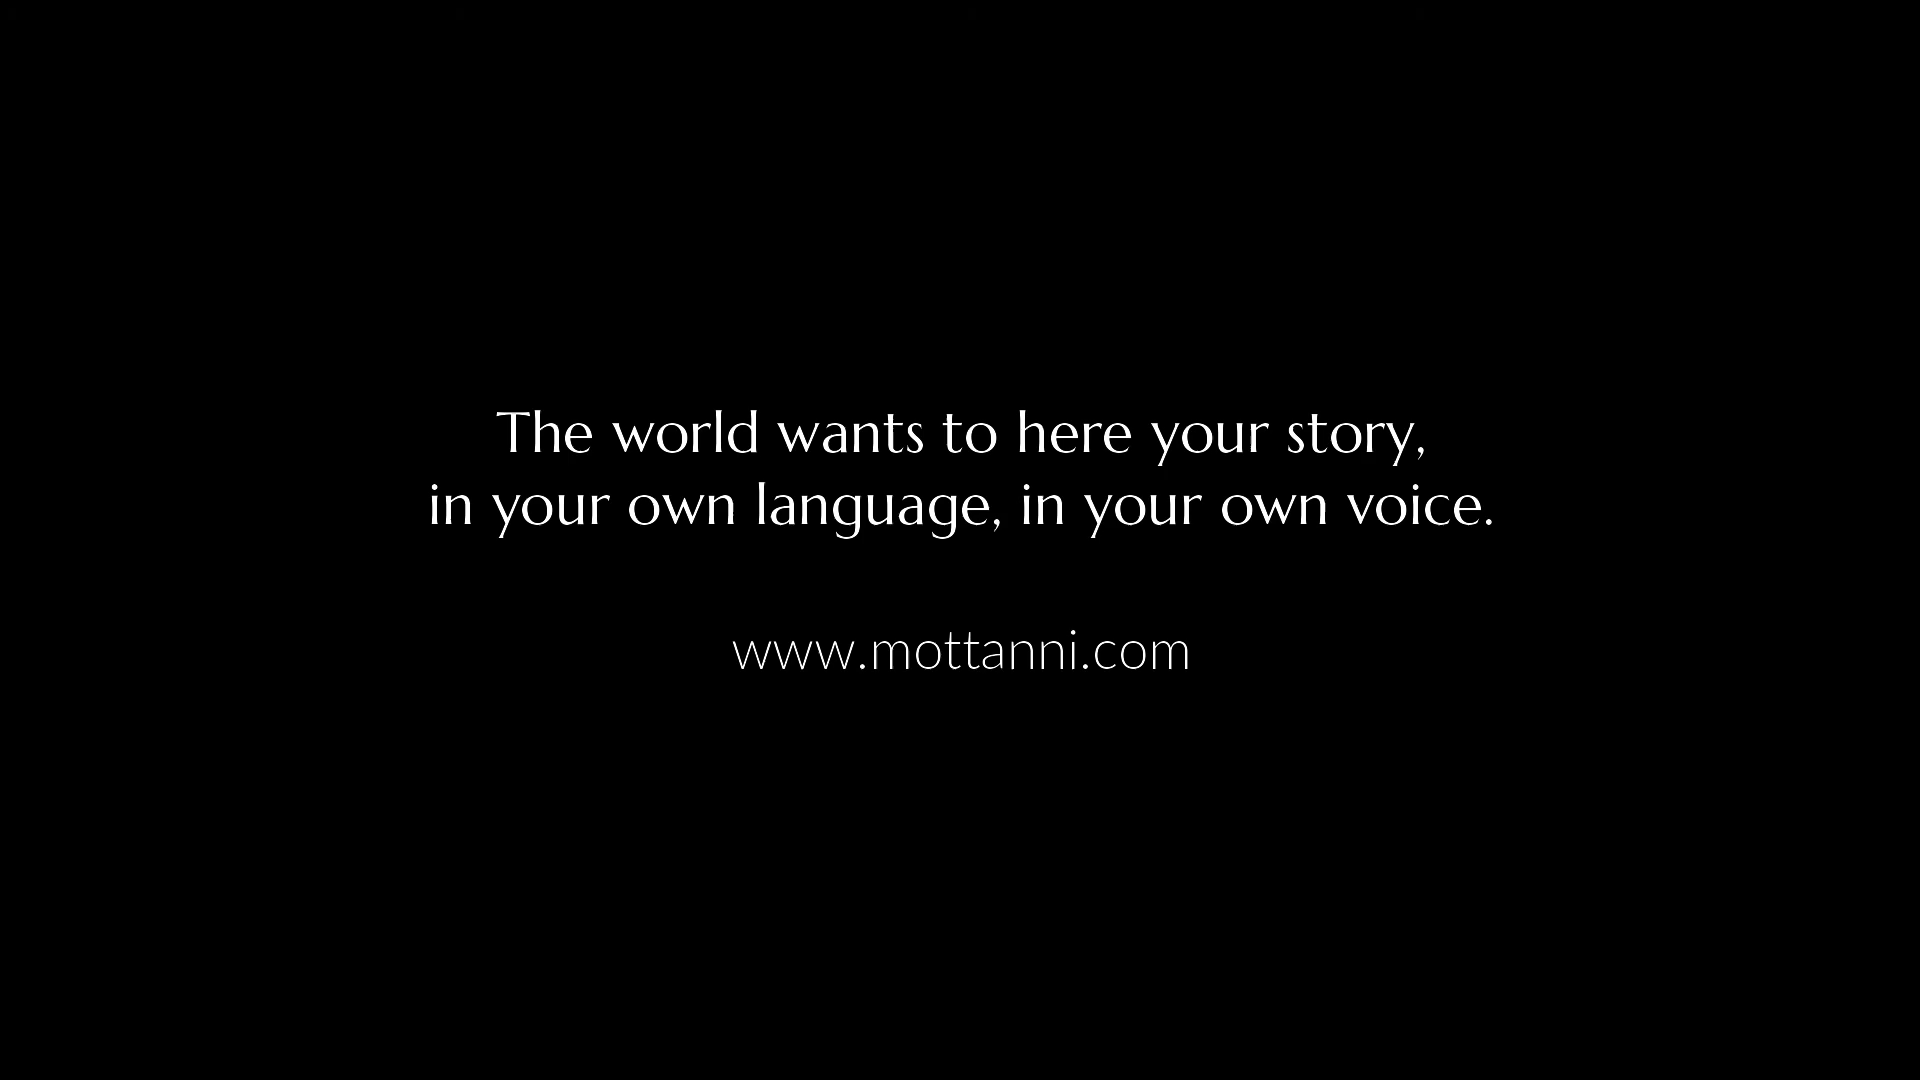 The world wants to here your story,
in your own language, in your own voice.
www.mottanni.com